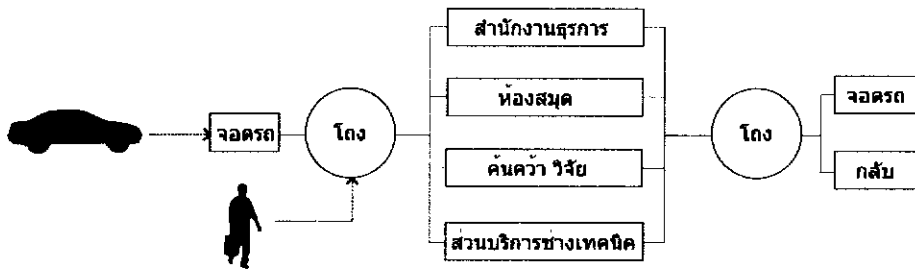 สำนักงานธุรการ
ห้องสมุด
จอดรถ
จอดรถ
โถง
โถง
ค้นคว้า วิจัย
กลับ
ส่วนบริการช่างเทคนิค